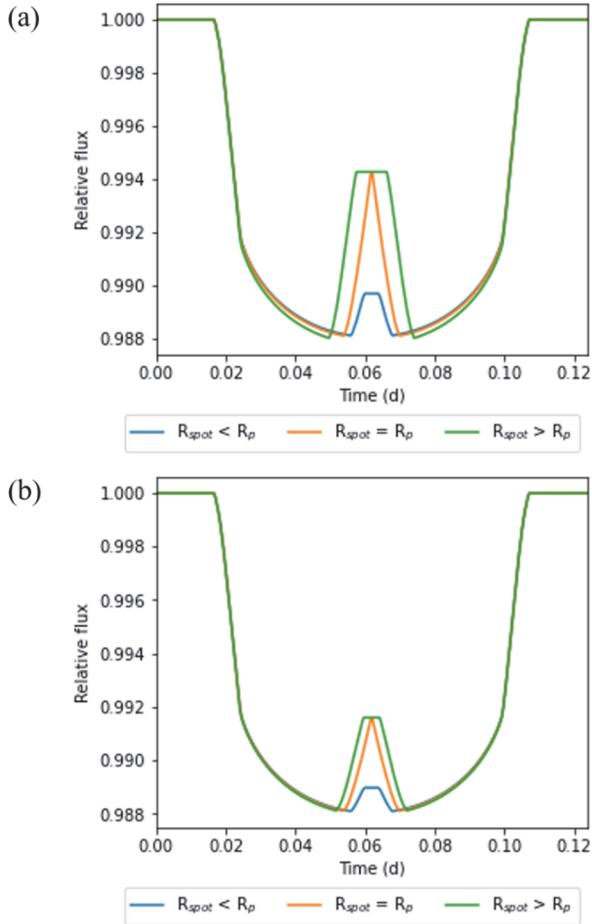 (a)
1.000
0.998
0.996
0.994
0.992
0.990
0.988
Relative flux
0.00 0.02 0.04 0.06 0.08 0.10 0.12
Time (d)
R_spot < R_p R_spot = R_p R_spot > R_p
(b)
1.000
0.998
0.996
0.994
0.992
0.990
0.988
Relative flux
0.00 0.02 0.04 0.06 0.08 0.10 0.12
Time (d)
R_spot < R_p R_spot = R_p R_spot > R_p